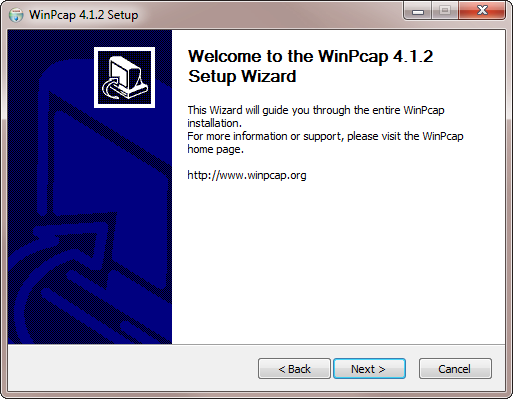 WinPcap 4.1.2 Setup
Welcome to the WinPcap 4.1.2
Setup Wizard
This Wizard will guide you through the entire WinPcap
installation.
For more information or support, please visit the WinPcap
home page.
http://www.winpcap.org
< Back
Next >
Cancel